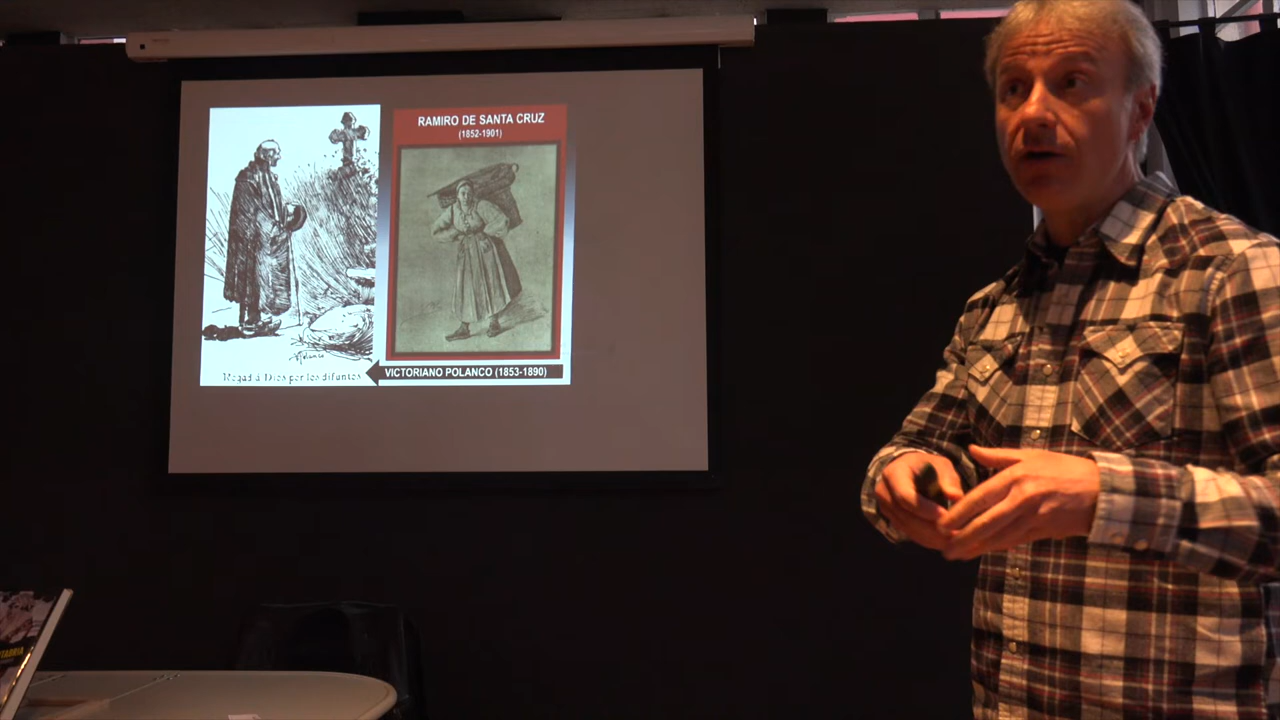 RAMIRO DE SANTA CRUZ
(1852-1901)
Rogad á Dios por los difuntos
VICTORIANO POLANCO (1853-1890)